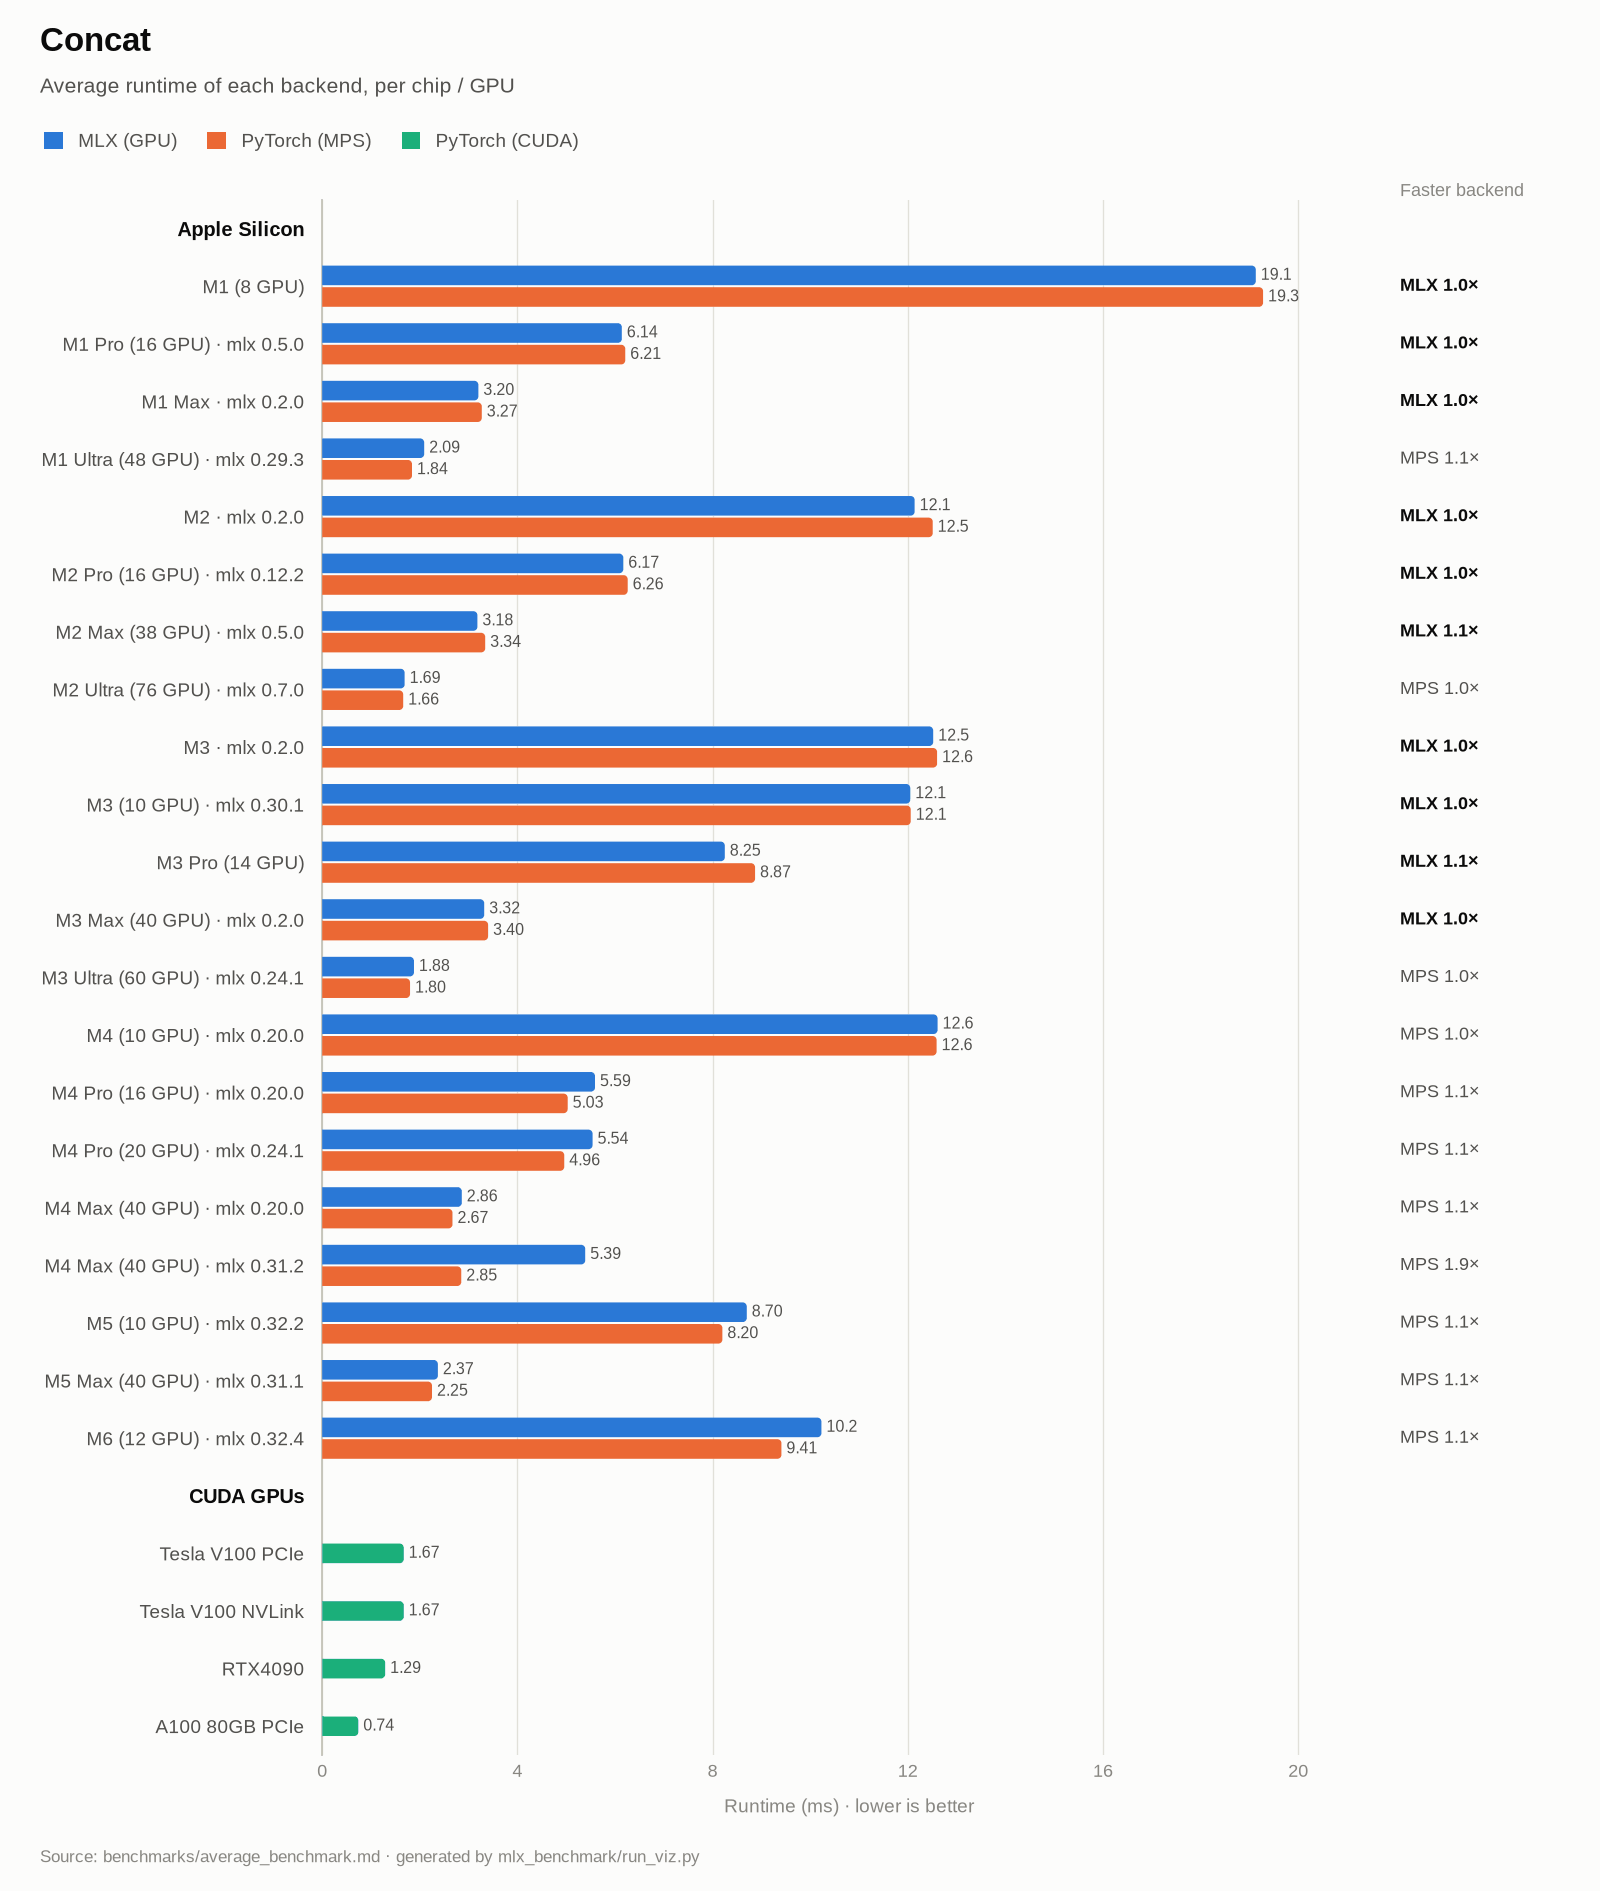 Concat
Average runtime of each backend, per chip / GPU
MLX (GPU) PyTorch (MPS) PyTorch (CUDA)
Faster backend
Apple Silicon
M1 (8 GPU) 19.1 19.3 MLX 1.0×
M1 Pro (16 GPU) · mlx 0.5.0 6.14 6.21 MLX 1.0×
M1 Max · mlx 0.2.0 3.20 3.27 MLX 1.0×
M1 Ultra (48 GPU) · mlx 0.29.3 2.09 1.84 MPS 1.1×
M2 · mlx 0.2.0 12.1 12.5 MLX 1.0×
M2 Pro (16 GPU) · mlx 0.12.2 6.17 6.26 MLX 1.0×
M2 Max (38 GPU) · mlx 0.5.0 3.18 3.34 MLX 1.1×
M2 Ultra (76 GPU) · mlx 0.7.0 1.69 1.66 MPS 1.0×
M3 · mlx 0.2.0 12.5 12.6 MLX 1.0×
M3 (10 GPU) · mlx 0.30.1 12.1 12.1 MLX 1.0×
M3 Pro (14 GPU) 8.25 8.87 MLX 1.1×
M3 Max (40 GPU) · mlx 0.2.0 3.32 3.40 MLX 1.0×
M3 Ultra (60 GPU) · mlx 0.24.1 1.88 1.80 MPS 1.0×
M4 (10 GPU) · mlx 0.20.0 12.6 12.6 MPS 1.0×
M4 Pro (16 GPU) · mlx 0.20.0 5.59 5.03 MPS 1.1×
M4 Pro (20 GPU) · mlx 0.24.1 5.54 4.96 MPS 1.1×
M4 Max (40 GPU) · mlx 0.20.0 2.86 2.67 MPS 1.1×
M4 Max (40 GPU) · mlx 0.31.2 5.39 2.85 MPS 1.9×
M5 (10 GPU) · mlx 0.32.2 8.70 8.20 MPS 1.1×
M5 Max (40 GPU) · mlx 0.31.1 2.37 2.25 MPS 1.1×
M6 (12 GPU) · mlx 0.32.4 10.2 9.41 MPS 1.1×
CUDA GPUs
Tesla V100 PCIe 1.67
Tesla V100 NVLink 1.67
RTX4090 1.29
A100 80GB PCIe 0.74
0 4 8 12 16 20
Runtime (ms) · lower is better
Source: benchmarks/average_benchmark.md · generated by mlx_benchmark/run_viz.py